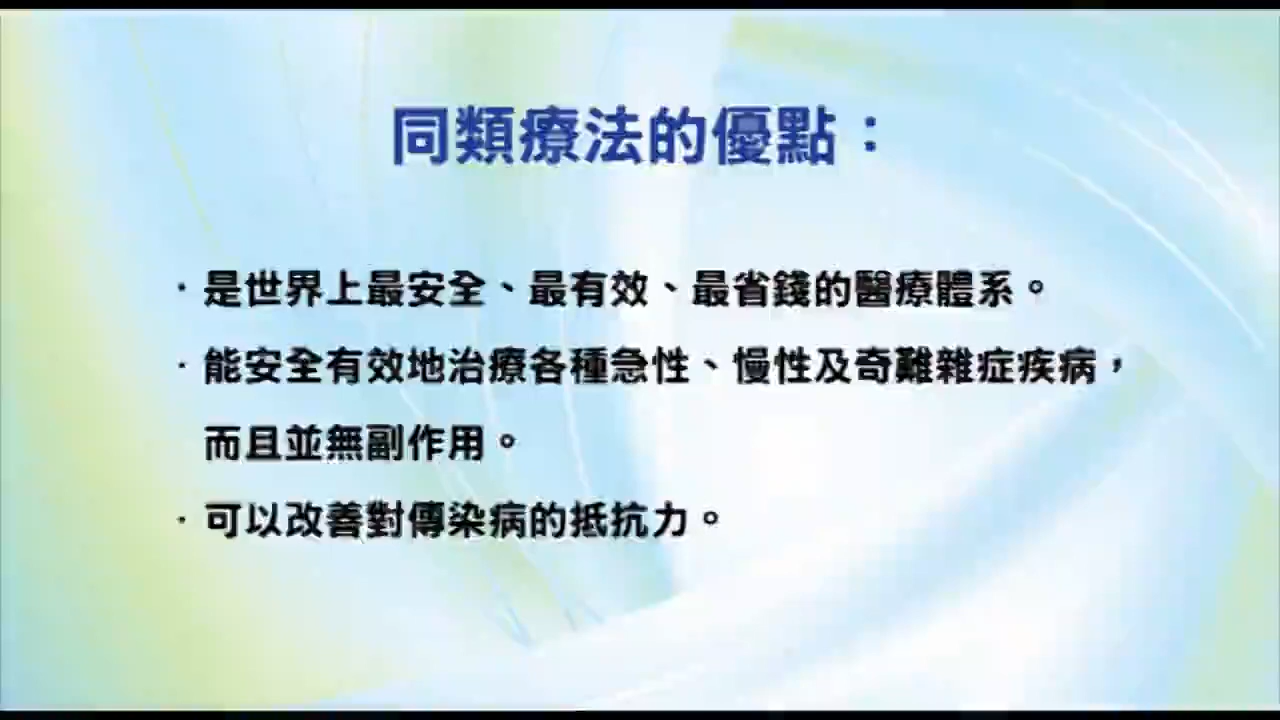 同類療法的優點：
· 是世界上最安全、最有效、最省錢的醫療體系。
· 能安全有效地治療各種急性、慢性及奇難雜症疾病，
而且並無副作用。
· 可以改善對傳染病的抵抗力。